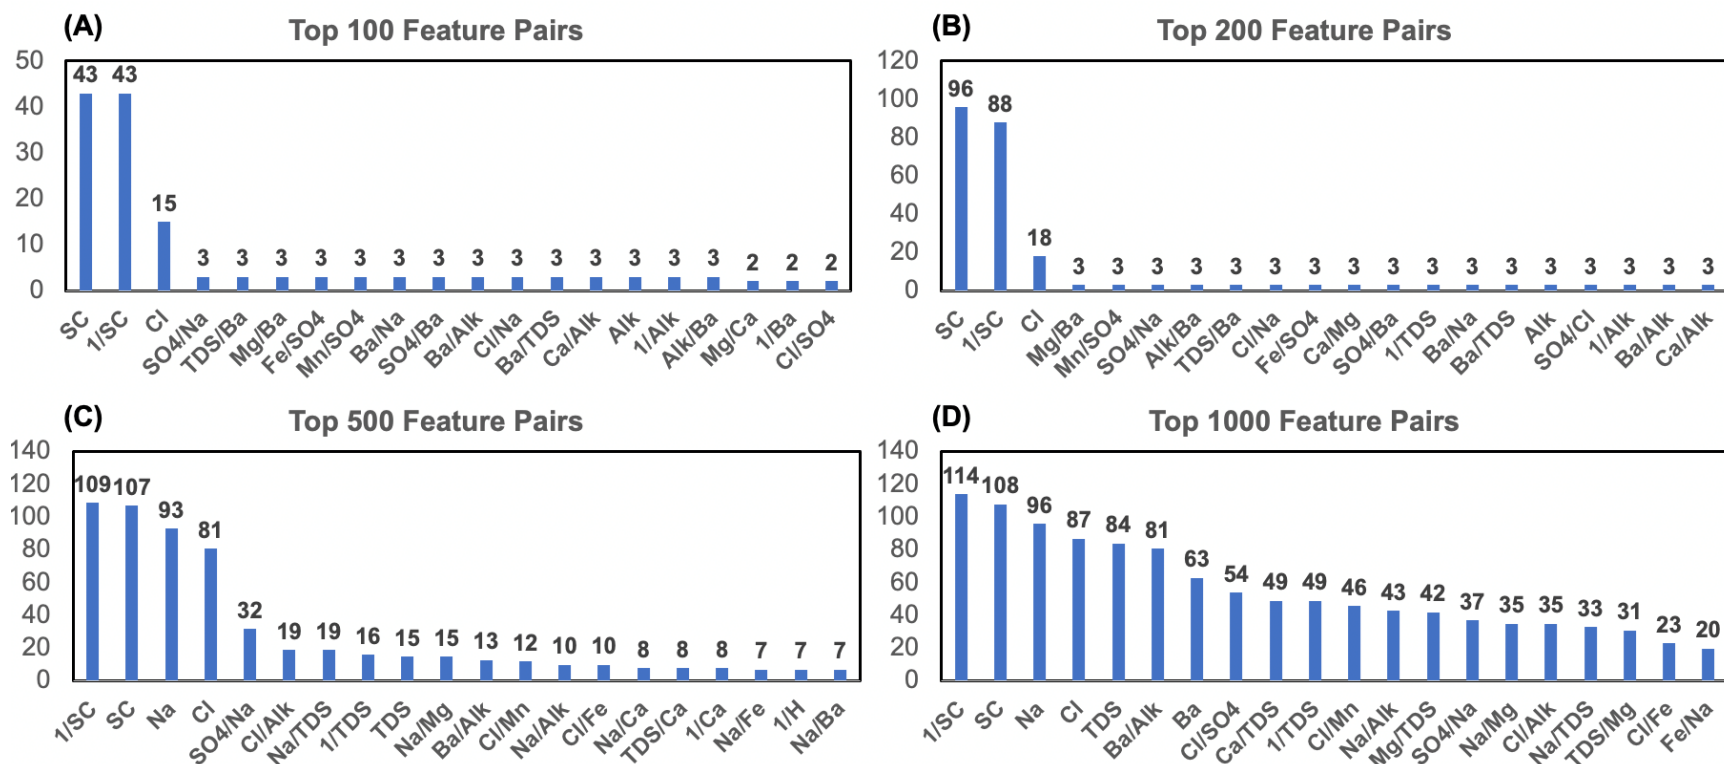 (A) Top 100 Feature Pairs
50
40
30
20
10
0
43 43 15 3 3 3 3 3 3 3 3 3 3 3 3 3 3 2 2 2
SC 1/SC Cl SO4/Na TDS/Ba Mg/Ba Fe/SO4 Mn/SO4 Ba/Na SO4/Ba Ba/Alk Cl/Na Ba/TDS Ca/Alk Alk 1/Alk Alk/Ba Mg/Ca 1/Ba Cl/SO4
(B) Top 200 Feature Pairs
120
100
80
60
40
20
0
96 88 18 3 3 3 3 3 3 3 3 3 3 3 3 3 3 3 3 3
SC 1/SC Cl Mg/Ba Mn/SO4 SO4/Na Alk/Ba TDS/Ba Cl/Na Fe/SO4 Ca/Mg SO4/Ba 1/TDS Ba/Na Ba/TDS Alk SO4/Cl 1/Alk Ba/Alk Ca/Alk
(C) Top 500 Feature Pairs
140
120
100
80
60
40
20
0
109 107 93 81 32 19 19 16 15 15 13 12 10 10 8 8 8 7 7 7
1/SC SC Na Cl SO4/Na Cl/Alk Na/TDS 1/TDS TDS Na/Mg Ba/Alk Cl/Mn Na/Alk Cl/Fe Na/Ca TDS/Ca 1/Ca Na/Fe 1/H Na/Ba
(D) Top 1000 Feature Pairs
140
120
100
80
60
40
20
0
114 108 96 87 84 81 63 54 49 49 46 43 42 37 35 35 33 31 23 20
1/SC SC Na Cl TDS Ba/Alk Ba Cl/SO4 Ca/TDS 1/TDS Cl/Mn Na/Alk Mg/TDS SO4/Na Na/Mg Cl/Alk Na/TDS TDS/Mg Cl/Fe Fe/Na